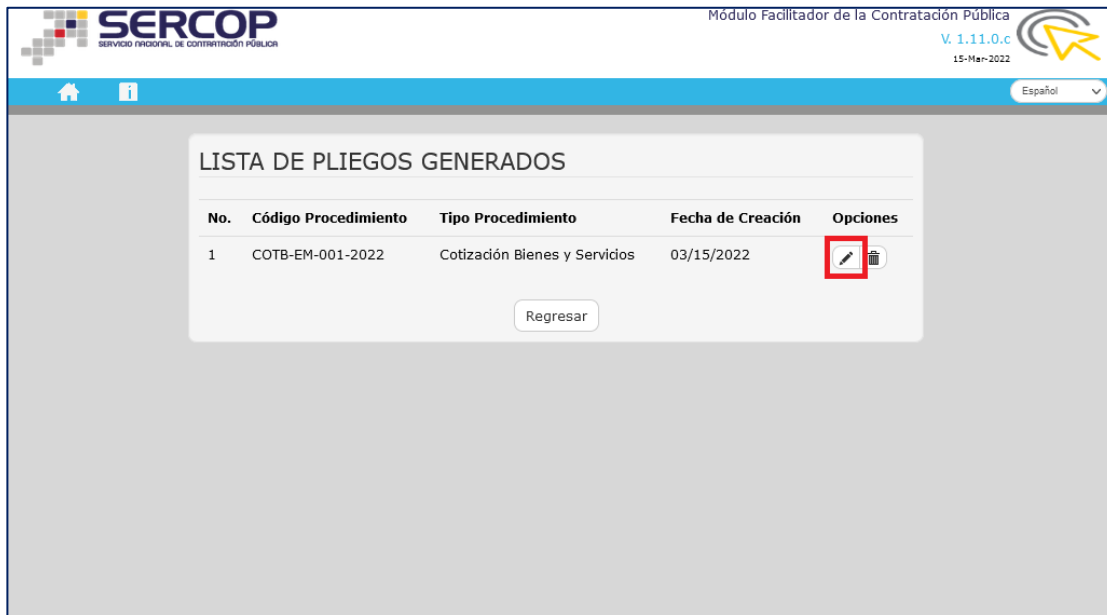 SERCOP
SERVICIO NACIONAL DE CONTRATACIÓN PÚBLICA
Módulo Facilitador de la Contratación Pública
V. 1.11.0.c
15-Mar-2022
Español
LISTA DE PLIEGOS GENERADOS
No. Código Procedimiento Tipo Procedimiento Fecha de Creación Opciones
1 COTB-EM-001-2022 Cotización Bienes y Servicios 03/15/2022
Regresar